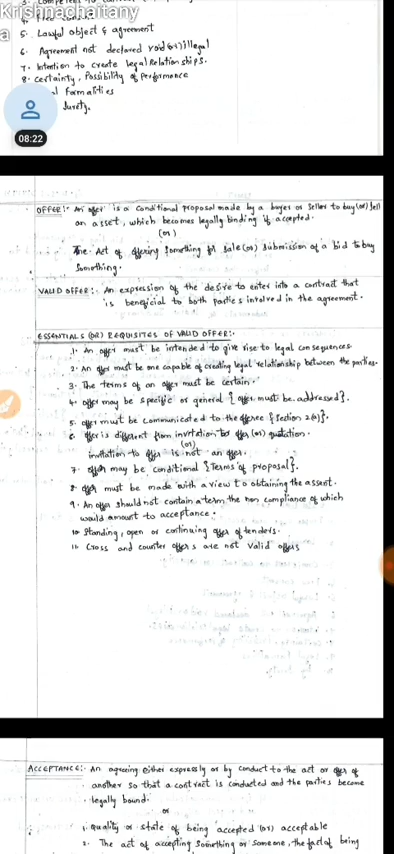 3. Competent to
Krishnachaitany
a
5. Lawful object & agreement
6. Agreement not declared void (or) illegal
7. Intention to create legal Relationships.
8. Certainty, Possibility of Performance
l Formalities
Surety.
08:22
OFFER:- An offer is a conditional proposal made by a buyer or seller to buy (or) sell
an asset, which becomes legally binding if accepted.
(or)
The Act of offering something for sale (or) submission of a bid to buy
Something.
VALID OFFER:- An expression of the desire to enter into a contract that
is beneficial to both parties involved in the agreement.
ESSENTIALS (OR) REQUISITES OF VALID OFFER:-
1. An offer must be intended to give rise to legal consequences.
2. An offer must be one capable of creating legal relationship between the parties.
3. The terms of an offer must be certain.
4. offer may be specific or general { offer must be addressed}.
5. offer must be communicated to the offeree {Section 2(a)}.
6. offer is different from invitation to offer (or) quotation.
(or)
invitation to offer is not an offer.
7. offer may be conditional {Terms of proposal}.
8. offer must be made with a view to obtaining the assent.
9. An offer should not contain a term the non compliance of which
would amount to acceptance.
10 Standing, open or continuing offer of tenders.
11. Cross and counter offers are not valid offers
ACCEPTANCE:- An agreeing either expressly or by conduct to the act or offer of
another so that a contract is conducted and the parties become
legally bound.
or
1. Quality or state of being accepted (or) acceptable
2. The act of accepting something or someone, the fact of being